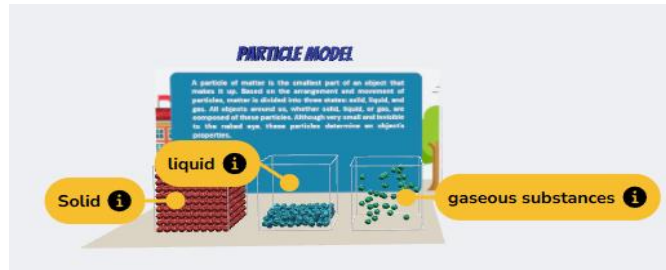 PARTICLE MODEL
A particle of matter is the smallest part of an object that
makes it up. Based on the arrangement and movement of
particles, matter is divided into three states: solid, liquid, and
gas. All objects around us, whether solid, liquid, or gas, are
composed of these particles. Although very small and invisible
to the naked eye, these particles determine an object's
properties.
liquid i
Solid i
gaseous substances i